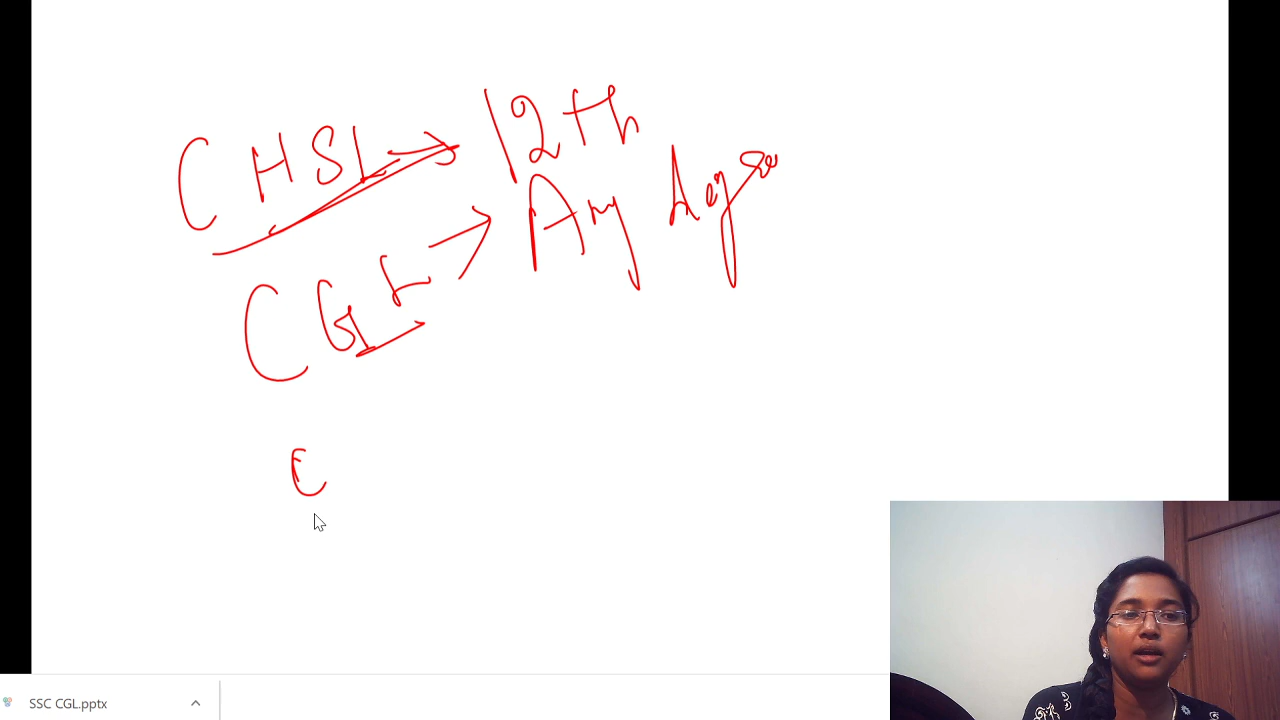 CHSL → 12th
CGL → Any degree
C
SSC CGL.pptx